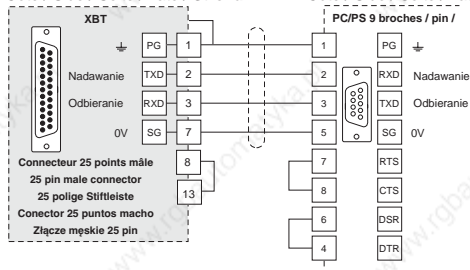 XBT
PC/PS 9 broches / pin /
PG 1 1 PG
Nadawanie TXD 2 2 RXD Nadawanie
Odbieranie RXD 3 3 TXD Odbieranie
0V SG 7 5 SG 0V
8 7 RTS
13 8 CTS
6 DSR
4 DTR
Connecteur 25 points mâle
25 pin male connector
25 polige Stiftleiste
Conector 25 puntos macho
Złącze męskie 25 pin